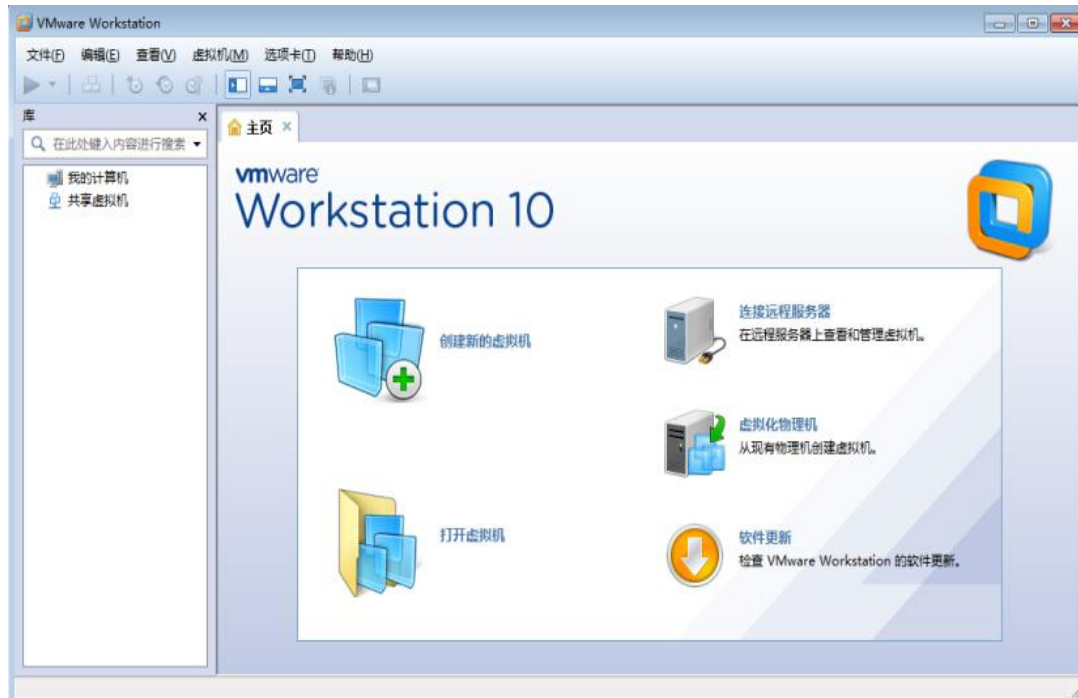 VMware Workstation
文件(F) 编辑(E) 查看(V) 虚拟机(M) 选项卡(T) 帮助(H)
库
在此处键入内容进行搜索
我的计算机
共享虚拟机
主页
vmware
Workstation 10
创建新的虚拟机
打开虚拟机
连接远程服务器
在远程服务器上查看和管理虚拟机。
虚拟化物理机
从现有物理机创建虚拟机。
软件更新
检查 VMware Workstation 的软件更新。